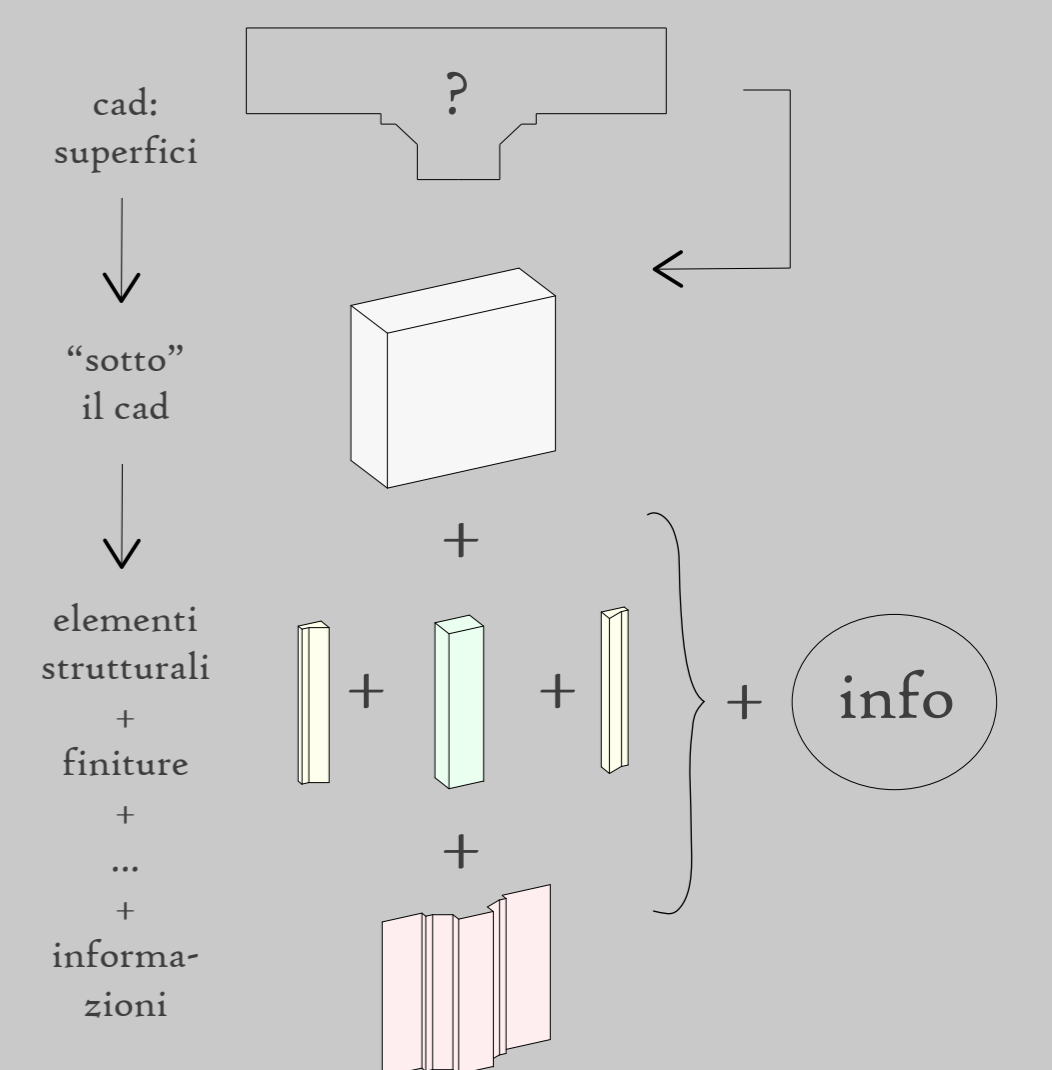 cad:
superfici
?
“sotto”
il cad
+
elementi
strutturali
+
finiture
+
...
+
informa-
zioni
+
+
+
info
+